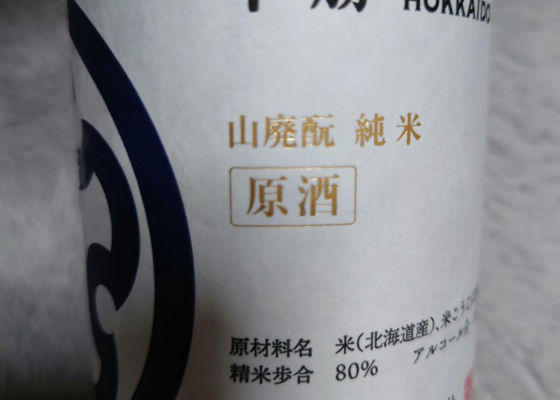 HOKKAIDO
山廃酛 純米
原酒
原材料名 米(北海道産)、米こうじ
精米歩合 80% アルコール分